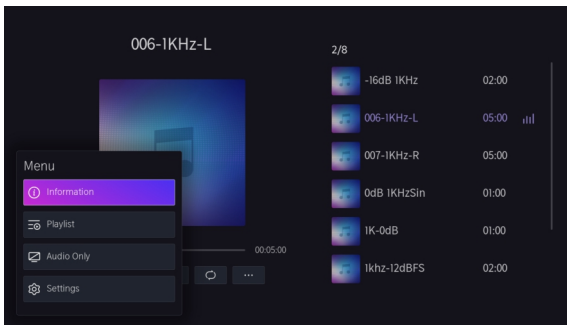 006-1KHz-L
2/8
-16dB 1KHz 02:00
006-1KHz-L 05:00
007-1KHz-R 05:00
0dB 1KHzSin 01:00
1K-0dB 01:00
1khz-12dBFS 02:00
00:05:00
Menu
Information
Playlist
Audio Only
Settings